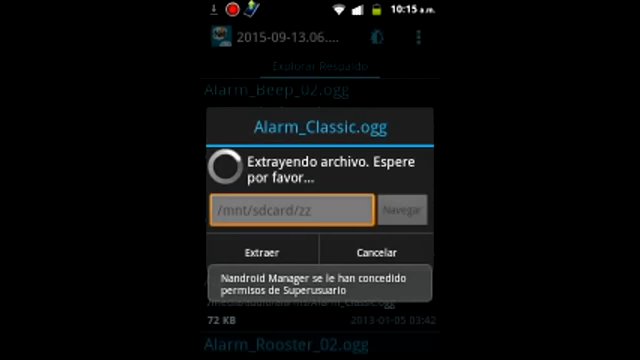 10:15 a.m.
2015-09-13.06....
Explorar Respaldo
Alarm_Beep_02.ogg
Alarm_Classic.ogg
Extrayendo archivo. Espere
por favor...
/mnt/sdcard/zz
Navegar
Extraer
Cancelar
Nandroid Manager se le han concedido
permisos de Superusuario
72 KB
2013-01-05 03:42
Alarm_Rooster_02.ogg